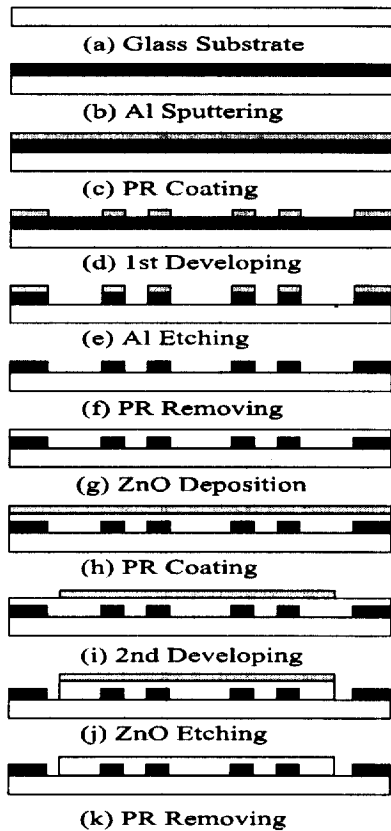 (a) Glass Substrate
(b) Al Sputtering
(c) PR Coating
(d) 1st Developing
(e) Al Etching
(f) PR Removing
(g) ZnO Deposition
(h) PR Coating
(i) 2nd Developing
(j) ZnO Etching
(k) PR Removing